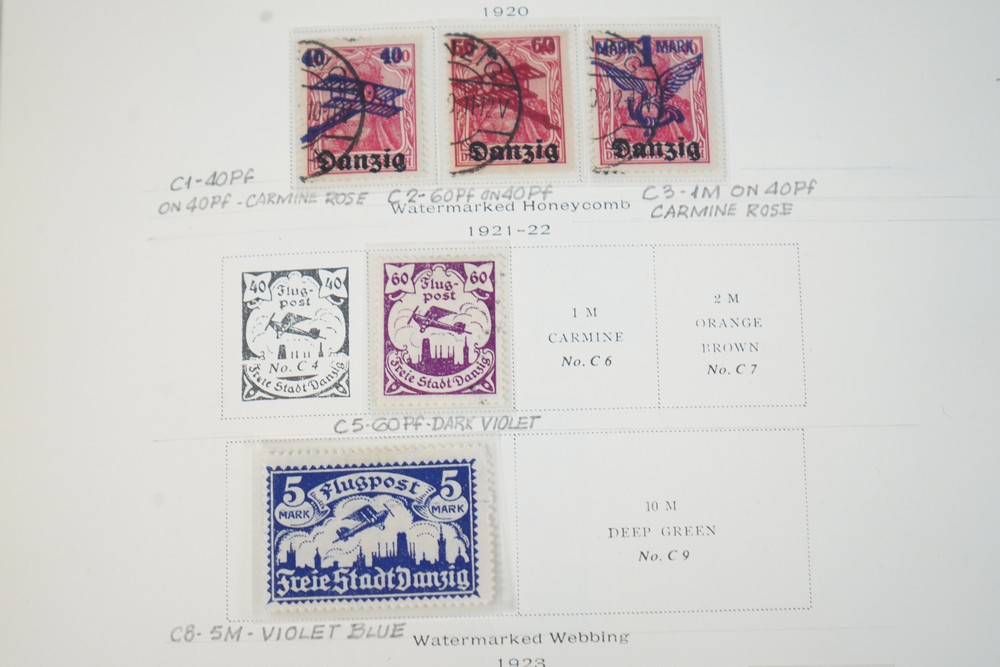 1920
40 40
Danzig
60 60
Danzig
MARK 1 MARK
Danzig
C1-40Pf
ON 40Pf - CARMINE ROSE
C2-60Pf ON 40Pf
C3-1M ON 40Pf
CARMINE ROSE
Watermarked Honeycomb
1921-22
40 40
Flug-
post
No. C 4
Freie Stadt Danzig
60 60
Flug-
post
Freie Stadt Danzig
1 M
CARMINE
No. C 6
2 M
ORANGE
BROWN
No. C 7
C5-60Pf-DARK VIOLET
5 Flugpost 5
MARK MARK
Freie Stadt Danzig
10 M
DEEP GREEN
No. C 9
C8-5M-VIOLET BLUE
Watermarked Webbing
1923